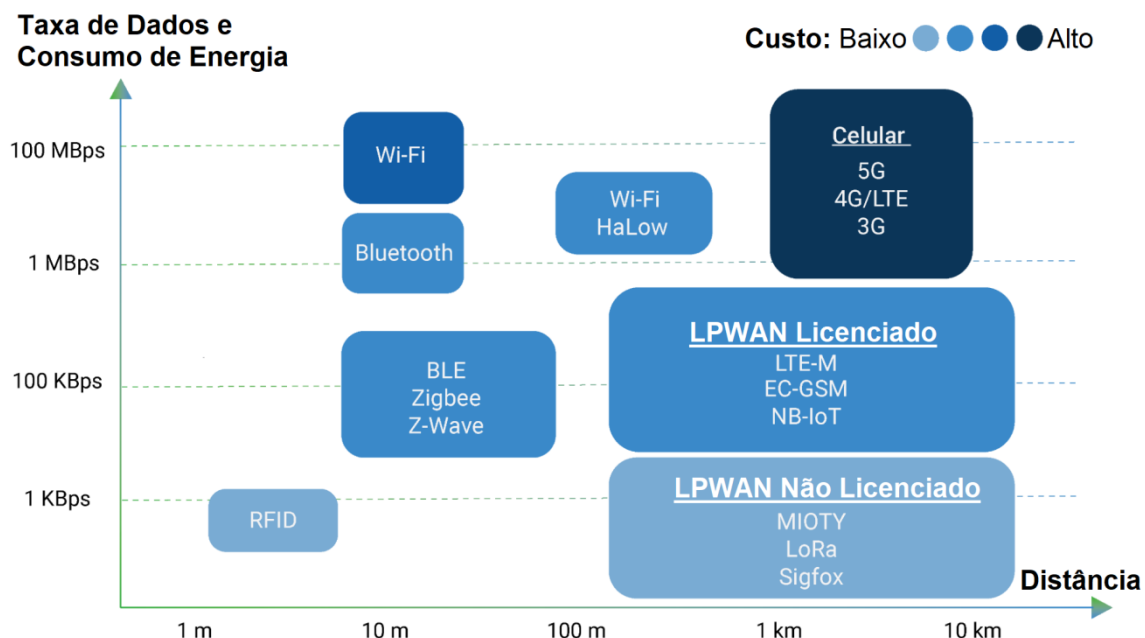 Taxa de Dados e
Consumo de Energia
Custo: Baixo Alto
100 MBps
Wi-Fi
Celular
5G
4G/LTE
3G
Wi-Fi
HaLow
Bluetooth
1 MBps
LPWAN Licenciado
LTE-M
EC-GSM
NB-IoT
100 KBps
BLE
Zigbee
Z-Wave
1 KBps
RFID
LPWAN Não Licenciado
MIOTY
LoRa
Sigfox
Distância
1 m 10 m 100 m 1 km 10 km